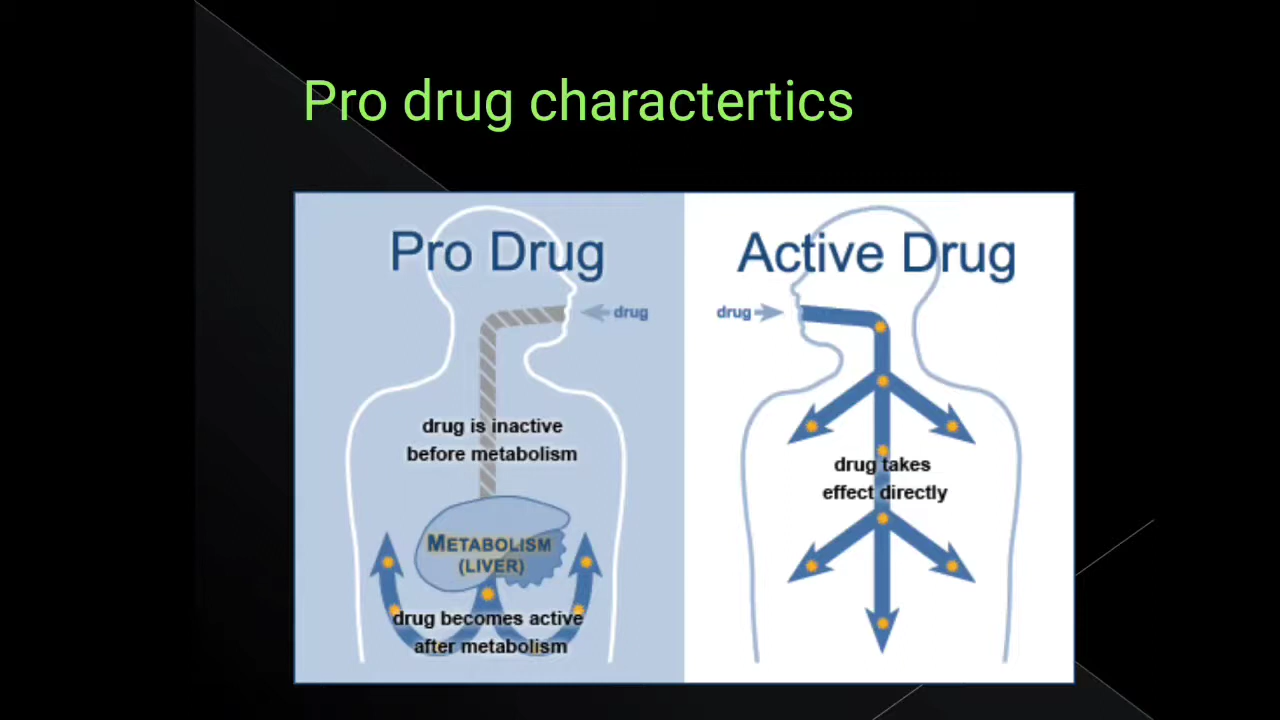 Pro drug charactertics
Pro Drug
drug
drug is inactive
before metabolism
METABOLISM
(LIVER)
drug becomes active
after metabolism
Active Drug
drug
drug takes
effect directly